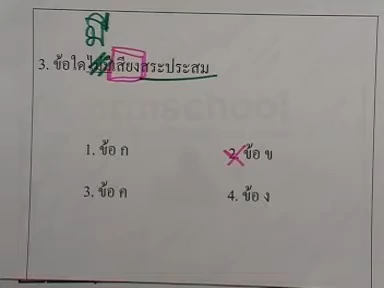 มี
3. ข้อใดไม่มีเสียงสระประสม
1. ข้อ ก
2. ข้อ ข
3. ข้อ ค
4. ข้อ ง